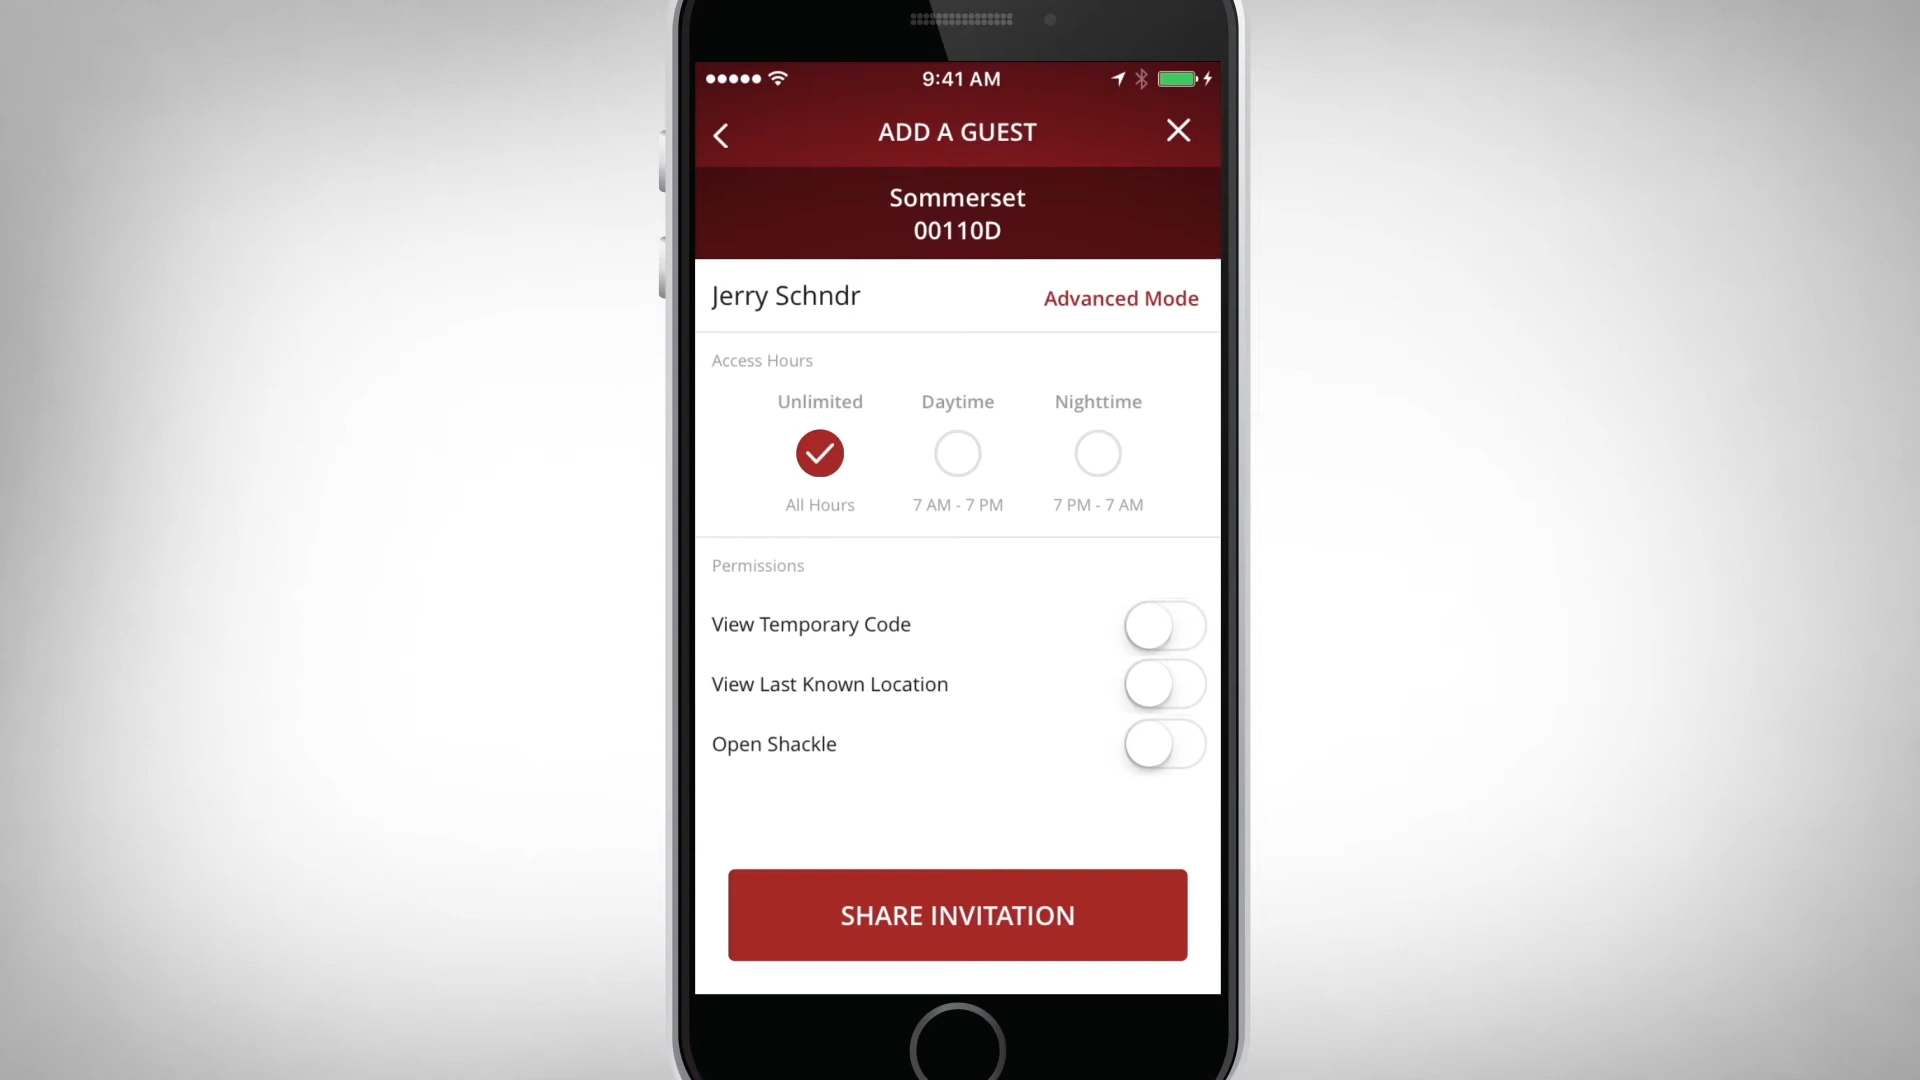 9:41 AM
ADD A GUEST
Sommerset
00110D
Jerry Schndr
Advanced Mode
Access Hours
Unlimited Daytime Nighttime
All Hours 7 AM - 7 PM 7 PM - 7 AM
Permissions
View Temporary Code
View Last Known Location
Open Shackle
SHARE INVITATION